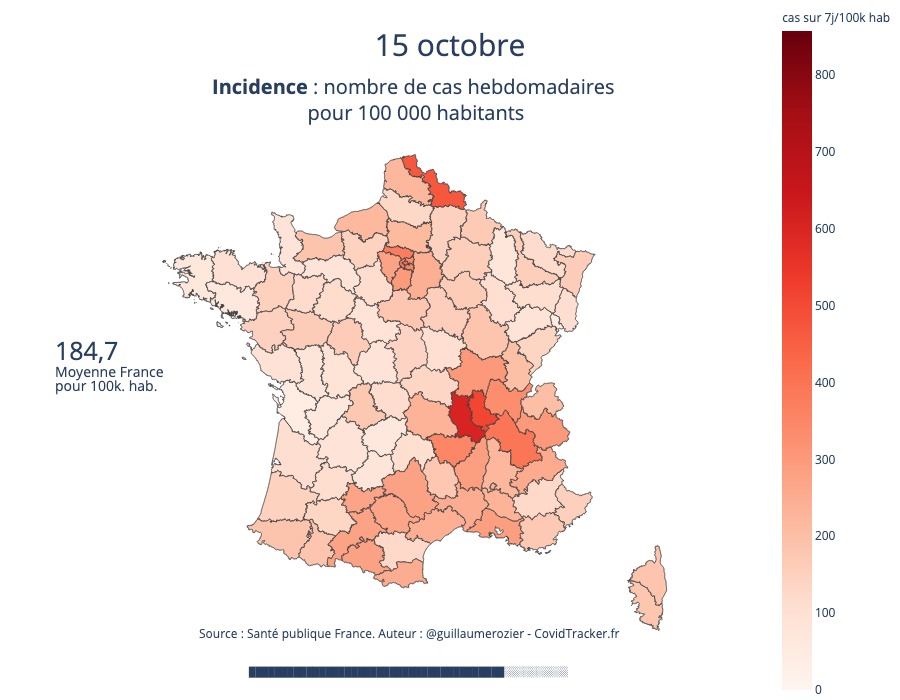 cas sur 7j/100k hab
15 octobre
Incidence : nombre de cas hebdomadaires
pour 100 000 habitants
800
700
600
500
400
300
200
100
0
184,7
Moyenne France
pour 100k. hab.
Source : Santé publique France. Auteur : @guillaumerozier - CovidTracker.fr